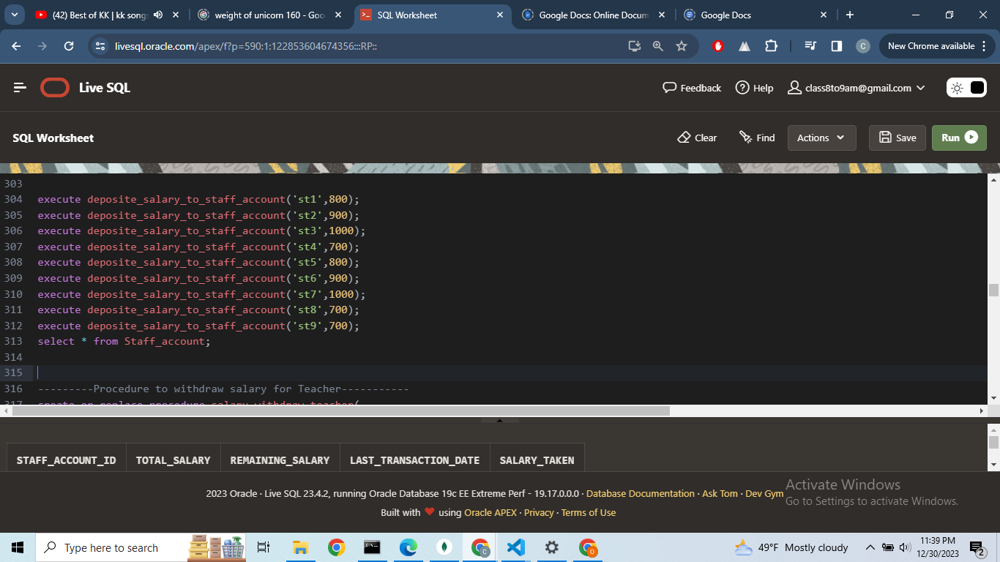 (42) Best of KK | kk songs
weight of unicorn 160 - Goo
SQL Worksheet
Google Docs: Online Docum
Google Docs
livesql.oracle.com/apex/f?p=590:1:122853604674356:::RP::
C
New Chrome available
Live SQL
Feedback
Help
class8to9am@gmail.com
SQL Worksheet
Clear
Find
Actions
Save
Run
303
304 execute deposite_salary_to_staff_account('st1',800);
305 execute deposite_salary_to_staff_account('st2',900);
306 execute deposite_salary_to_staff_account('st3',1000);
307 execute deposite_salary_to_staff_account('st4',700);
308 execute deposite_salary_to_staff_account('st5',800);
309 execute deposite_salary_to_staff_account('st6',900);
310 execute deposite_salary_to_staff_account('st7',1000);
311 execute deposite_salary_to_staff_account('st8',700);
312 execute deposite_salary_to_staff_account('st9',700);
313 select * from Staff_account;
314
315
316 ---------Procedure to withdraw salary for Teacher-----------
317 create or replace procedure salary_withdraw_teacher(
STAFF_ACCOUNT_ID TOTAL_SALARY REMAINING_SALARY LAST_TRANSACTION_DATE SALARY_TAKEN
2023 Oracle · Live SQL 23.4.2, running Oracle Database 19c EE Extreme Perf - 19.17.0.0.0 · Database Documentation · Ask Tom · Dev Gym
Built with ❤ using Oracle APEX · Privacy · Terms of Use
Activate Windows
Go to Settings to activate Windows.
Type here to search
49°F Mostly cloudy
11:39 PM
12/30/2023
2